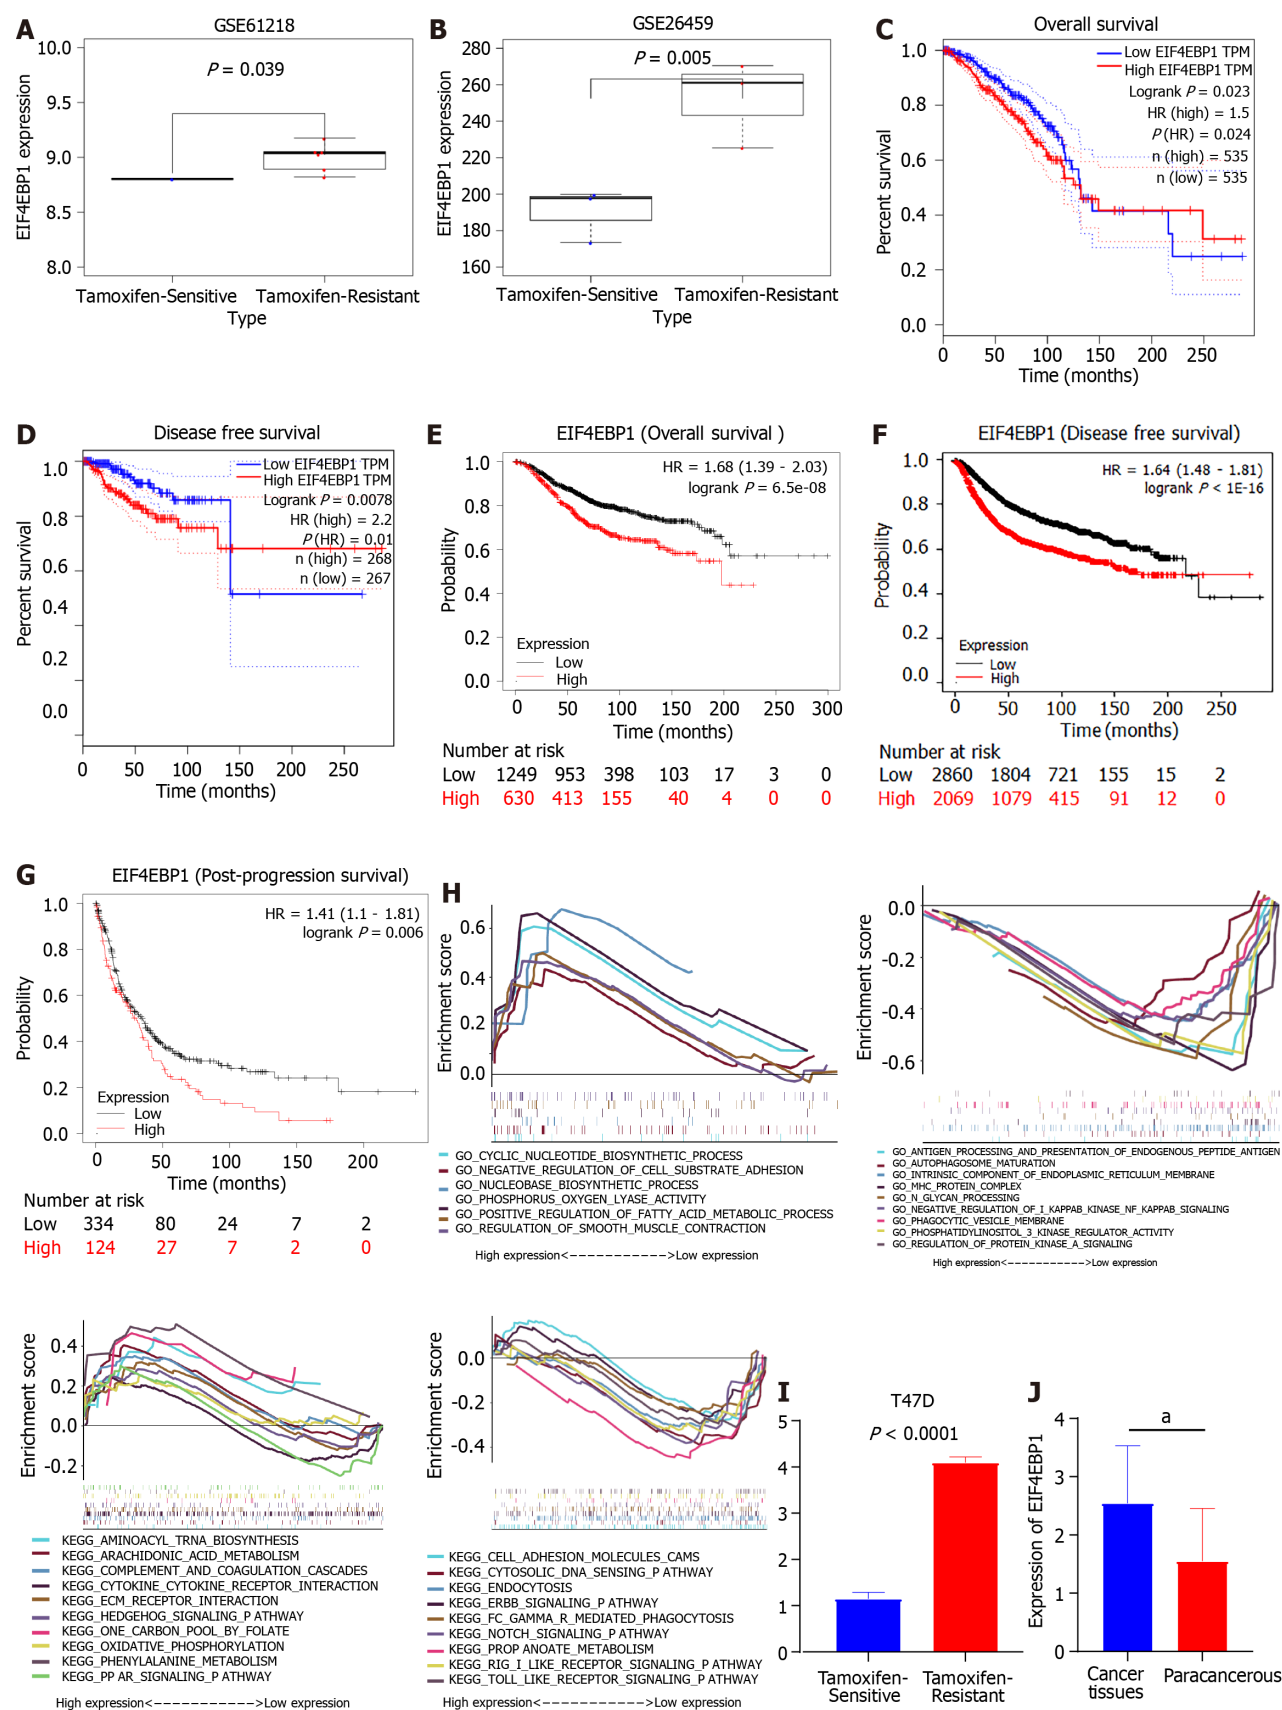 A
GSE61218
EIF4EBP1 expression
10.0
9.5
9.0
8.5
8.0
P = 0.039
Tamoxifen-Sensitive Tamoxifen-Resistant
Type
B
GSE26459
EIF4EBP1 expression
280
260
240
220
200
180
160
P = 0.005
Tamoxifen-Sensitive Tamoxifen-Resistant
Type
C
Overall survival
Percent survival
1.0
0.8
0.6
0.4
0.2
0.0
Low EIF4EBP1 TPM
High EIF4EBP1 TPM
Logrank P = 0.023
HR (high) = 1.5
P (HR) = 0.024
n (high) = 535
n (low) = 535
0 50 100 150 200 250
Time (months)
D
Disease free survival
Percent survival
1.0
0.8
0.6
0.4
0.2
0.0
Low EIF4EBP1 TPM
High EIF4EBP1 TPM
Logrank P = 0.0078
HR (high) = 2.2
P (HR) = 0.01
n (high) = 268
n (low) = 267
0 50 100 150 200 250
Time (months)
E
EIF4EBP1 (Overall survival )
HR = 1.68 (1.39 - 2.03)
logrank P = 6.5e-08
Probability
1.0
0.8
0.6
0.4
0.2
0.0
Expression
Low
High
0 50 100 150 200 250 300
Time (months)
Number at risk
Low 1249 953 398 103 17 3 0
High 630 413 155 40 4 0 0
F
EIF4EBP1 (Disease free survival)
HR = 1.64 (1.48 - 1.81)
logrank P < 1E-16
Probability
1.0
0.8
0.6
0.4
0.2
0.0
Expression
Low
High
0 50 100 150 200 250
Time (months)
Number at risk
Low 2860 1804 721 155 15 2
High 2069 1079 415 91 12 0
G
EIF4EBP1 (Post-progression survival)
HR = 1.41 (1.1 - 1.81)
logrank P = 0.006
Probability
1.0
0.8
0.6
0.4
0.2
0.0
Expression
Low
High
0 50 100 150 200
Time (months)
Number at risk
Low 334 80 24 7 2
High 124 27 7 2 0
H
Enrichment score
0.6
0.4
0.2
0.0
GO_CYCLIC_NUCLEOTIDE_BIOSYNTHETIC_PROCESS
GO_NEGATIVE_REGULATION_OF_CELL_SUBSTRATE_ADHESION
GO_NUCLEOBASE_BIOSYNTHETIC_PROCESS
GO_PHOSPHORUS_OXYGEN_LYASE_ACTIVITY
GO_POSITIVE_REGULATION_OF_FATTY_ACID_METABOLIC_PROCESS
GO_REGULATION_OF_SMOOTH_MUSCLE_CONTRACTION
High expression<----------->Low expression
Enrichment score
0.0
-0.2
-0.4
-0.6
GO_ANTIGEN_PROCESSING_AND_PRESENTATION_OF_ENDOGENOUS_PEPTIDE_ANTIGEN
GO_AUTOPHAGOSOME_MATURATION
GO_INTRINSIC_COMPONENT_OF_ENDOPLASMIC_RETICULUM_MEMBRANE
GO_MHC_PROTEIN_COMPLEX
GO_N_GLYCAN_PROCESSING
GO_NEGATIVE_REGULATION_OF_I_KAPPAB_KINASE_NF_KAPPAB_SIGNALING
GO_PHAGOCYTIC_VESICLE_MEMBRANE
GO_PHOSPHATIDYLINOSITOL_3_KINASE_REGULATOR_ACTIVITY
GO_REGULATION_OF_PROTEIN_KINASE_A_SIGNALING
High expression<----------->Low expression
Enrichment score
0.4
0.2
0.0
-0.2
KEGG_AMINOACYL_TRNA_BIOSYNTHESIS
KEGG_ARACHIDONIC_ACID_METABOLISM
KEGG_COMPLEMENT_AND_COAGULATION_CASCADES
KEGG_CYTOKINE_CYTOKINE_RECEPTOR_INTERACTION
KEGG_ECM_RECEPTOR_INTERACTION
KEGG_HEDGEHOG_SIGNALING_P ATHWAY
KEGG_ONE_CARBON_POOL_BY_FOLATE
KEGG_OXIDATIVE_PHOSPHORYLATION
KEGG_PHENYLALANINE_METABOLISM
KEGG_PP AR_SIGNALING_P ATHWAY
High expression<----------->Low expression
Enrichment score
0.0
-0.2
-0.4
KEGG_CELL_ADHESION_MOLECULES_CAMS
KEGG_CYTOSOLIC_DNA_SENSING_P ATHWAY
KEGG_ENDOCYTOSIS
KEGG_ERBB_SIGNALING_P ATHWAY
KEGG_FC_GAMMA_R_MEDIATED_PHAGOCYTOSIS
KEGG_NOTCH_SIGNALING_P ATHWAY
KEGG_PROP ANOATE_METABOLISM
KEGG_RIG_I_LIKE_RECEPTOR_SIGNALING_P ATHWAY
KEGG_TOLL_LIKE_RECEPTOR_SIGNALING_P ATHWAY
High expression<----------->Low expression
I
T47D
P < 0.0001
5
4
3
2
1
0
Tamoxifen-
Sensitive
Tamoxifen-
Resistant
J
Expression of EIF4EBP1
a
4
3
2
1
0
Cancer
tissues
Paracancerous